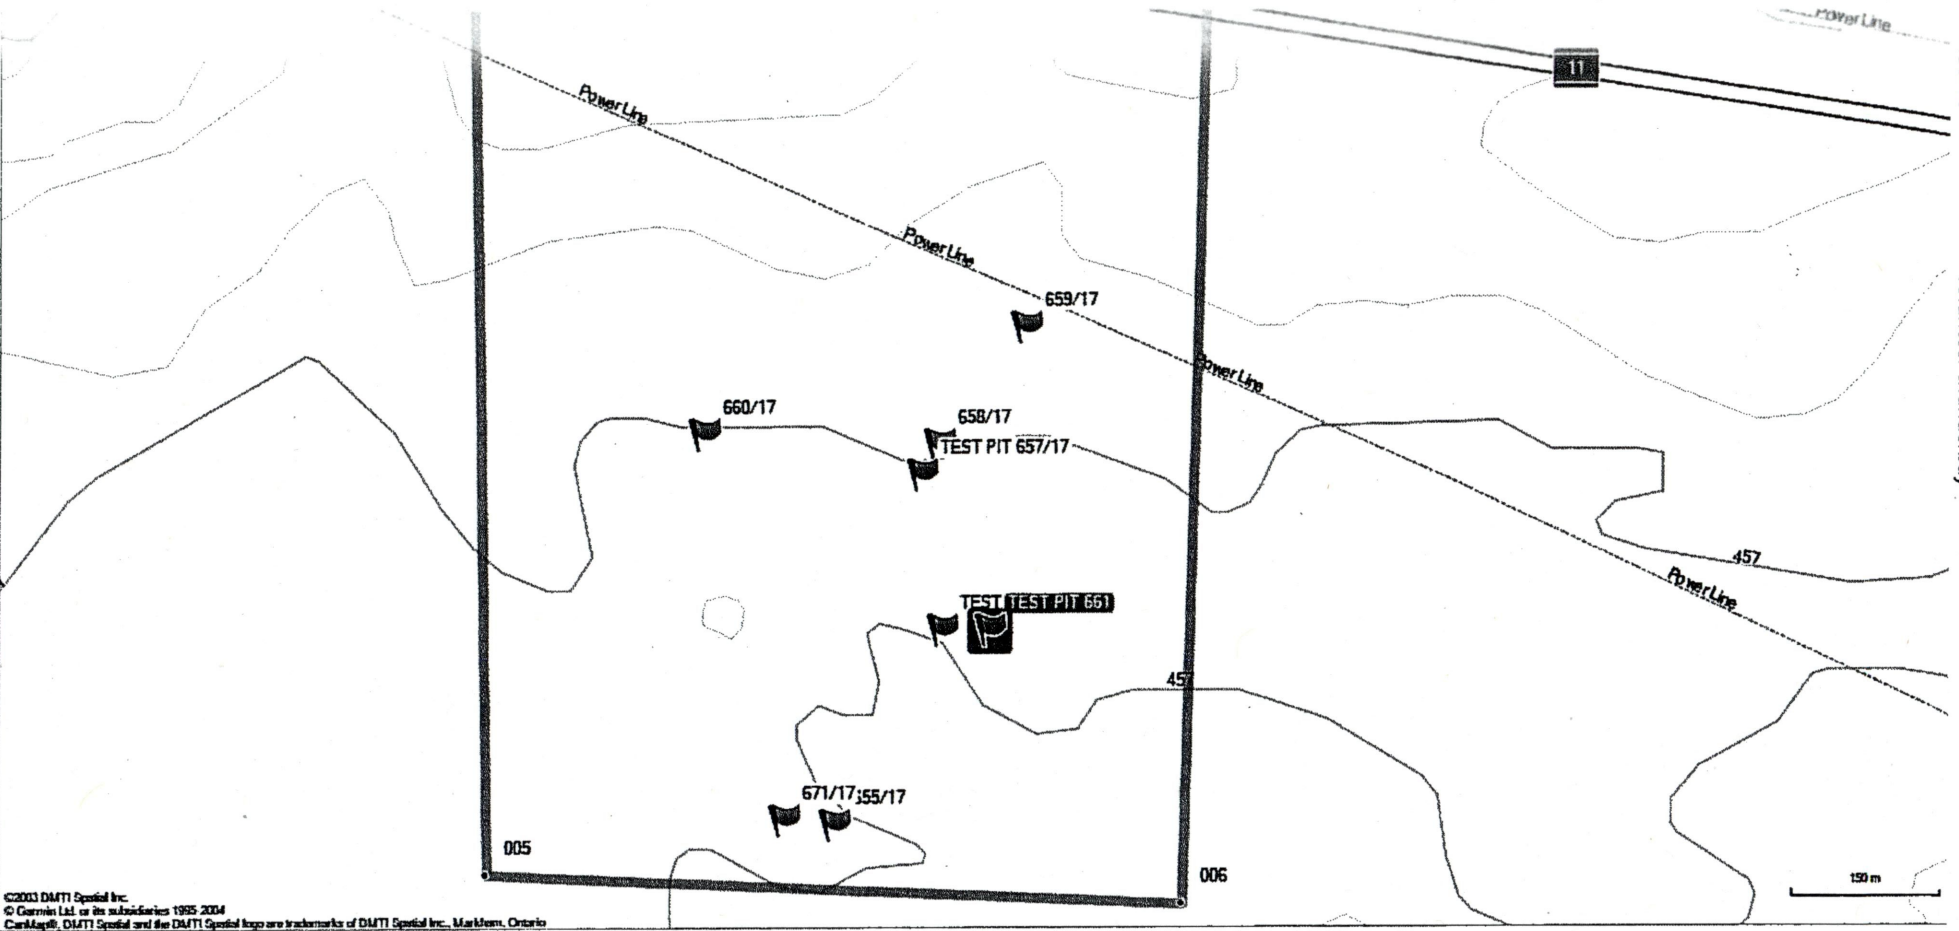 Power Line
11
Power Line
Power Line
659/17
Power Line
660/17
658/17
TEST PIT 657/17
457
Power Line
TEST TEST PIT 661
457
671/17 55/17
005
006
150 m
©2003 DMTI Spatial Inc.
© Garmin Ltd. or its subsidiaries 1995-2004
CanMap®, DMTI Spatial and the DMTI Spatial logo are trademarks of DMTI Spatial Inc., Markham, Ontario